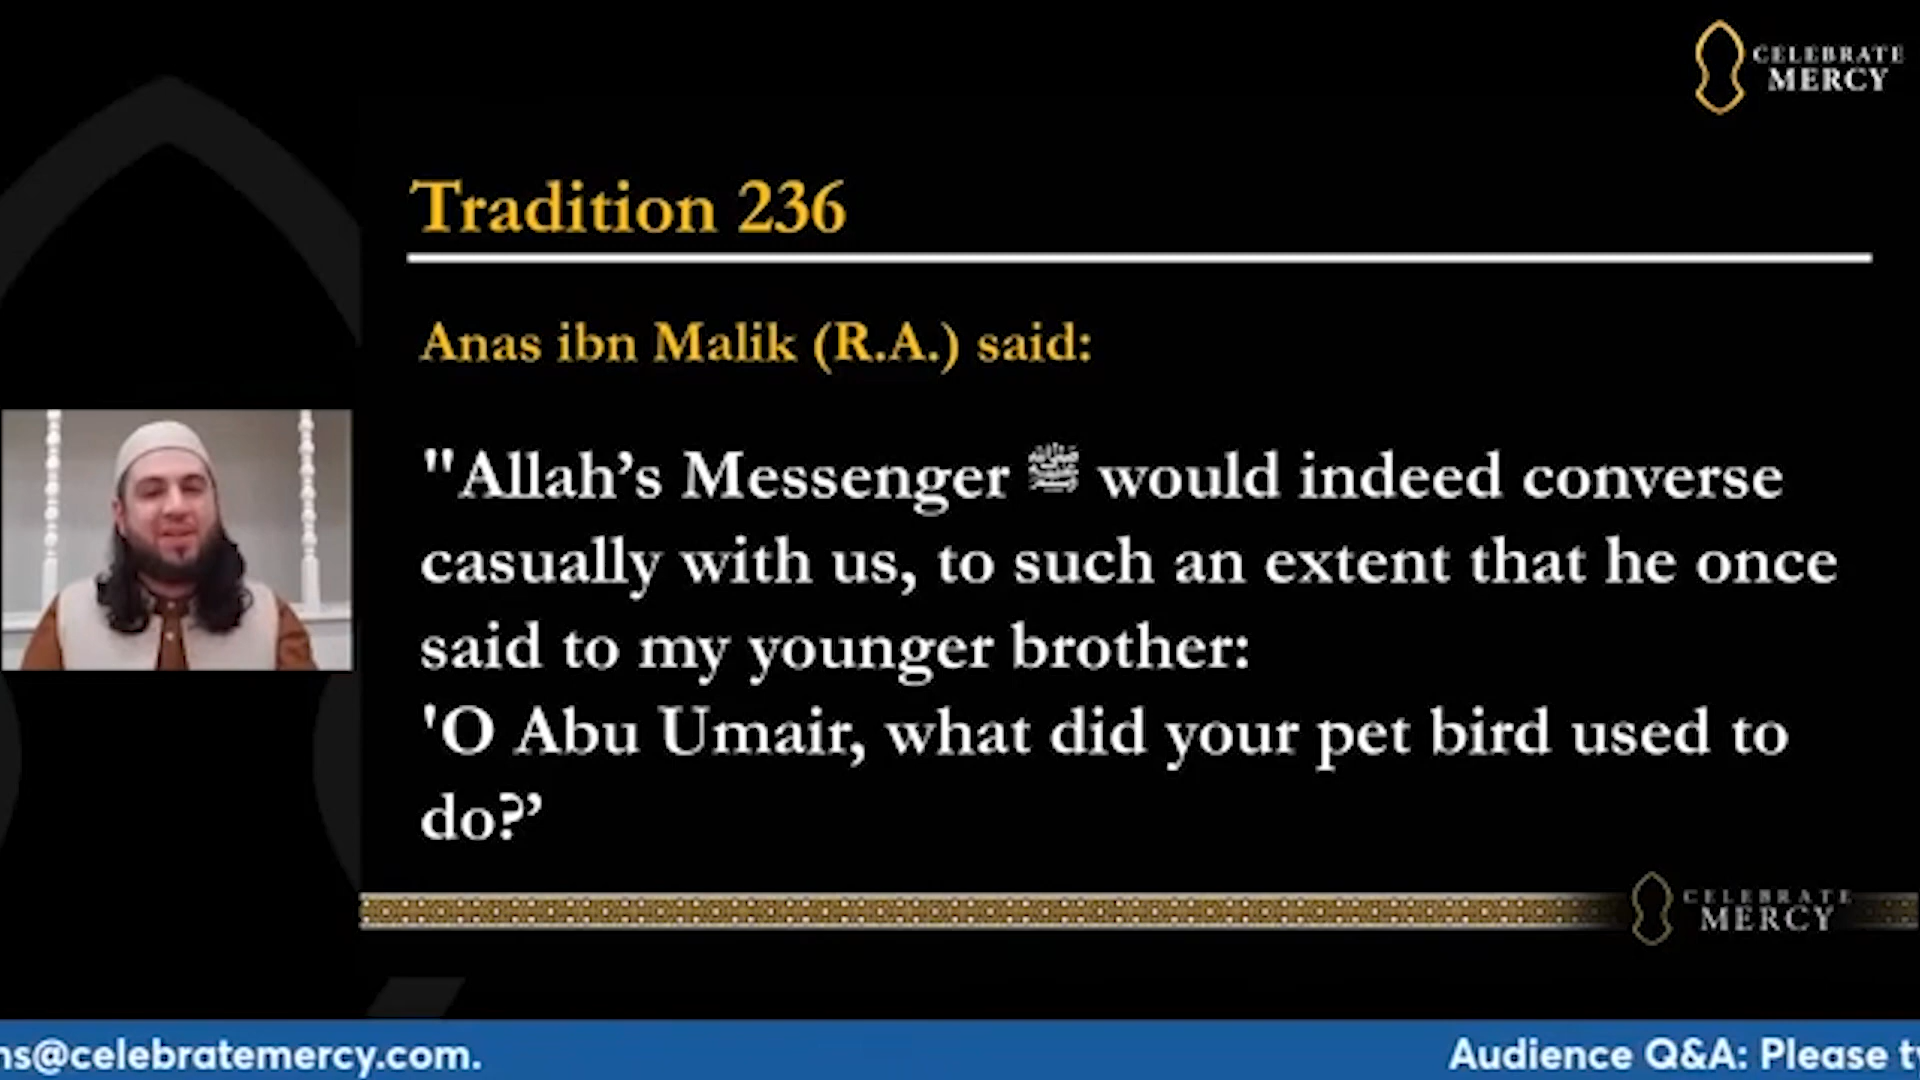 CELEBRATE
MERCY
Tradition 236
Anas ibn Malik (R.A.) said:
"Allah’s Messenger ﷺ would indeed converse
casually with us, to such an extent that he once
said to my younger brother:
'O Abu Umair, what did your pet bird used to
do?’
CELEBRATE
MERCY
ns@celebratemercy.com. Audience Q&A: Please